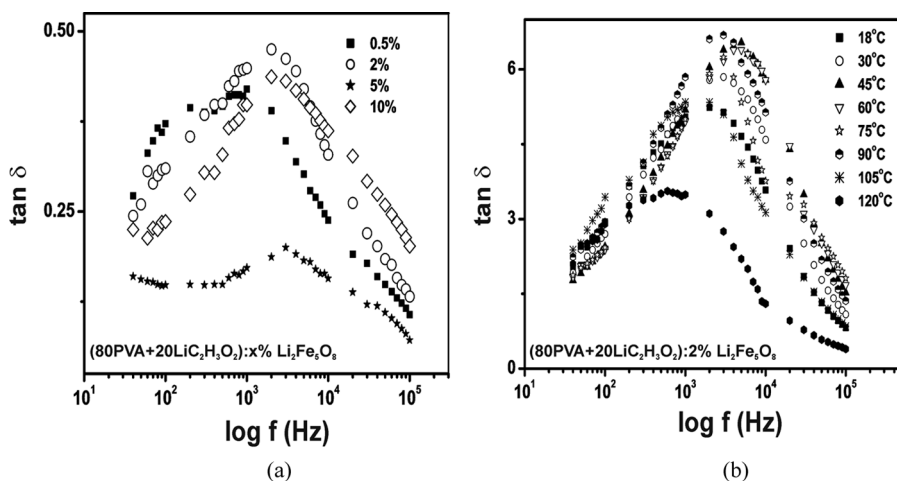 0.50
0.25
tan δ
0.5%
2%
5%
10%
(80PVA+20LiC₂H₃O₂):x% Li₂Fe₅O₈
10¹ 10² 10³ 10⁴ 10⁵
log f (Hz)
(a)
6
3
0
tan δ
18°C
30°C
45°C
60°C
75°C
90°C
105°C
120°C
(80PVA+20LiC₂H₃O₂):2% Li₂Fe₅O₈
10¹ 10² 10³ 10⁴ 10⁵
log f (Hz)
(b)